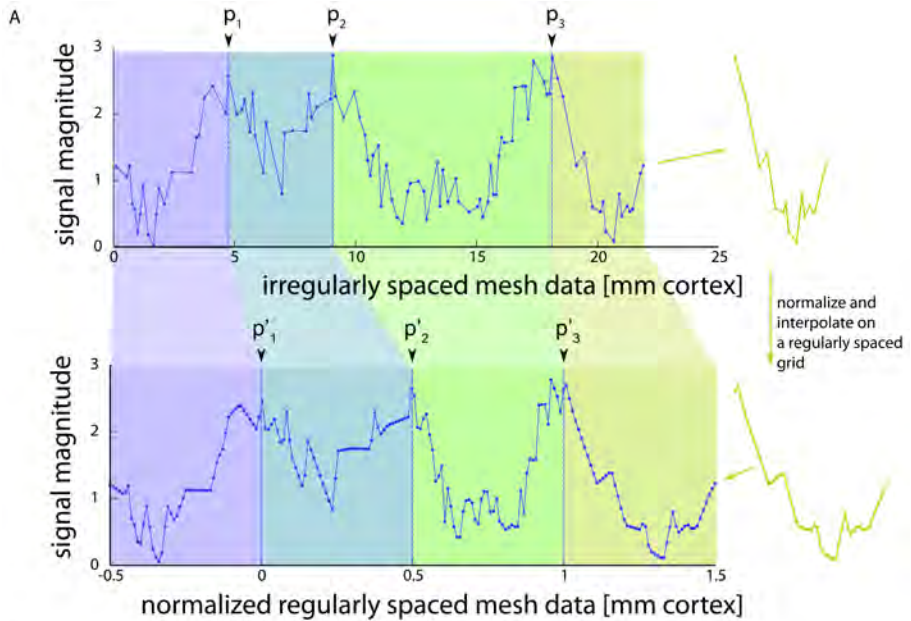 A
p1 p2 p3
signal magnitude
3
2
1
0
0 5 10 15 20 25
irregularly spaced mesh data [mm cortex]
normalize and
interpolate on
a regularly spaced
grid
p'1 p'2 p'3
signal magnitude
3
2
1
0
-0.5 0 0.5 1 1.5
normalized regularly spaced mesh data [mm cortex]